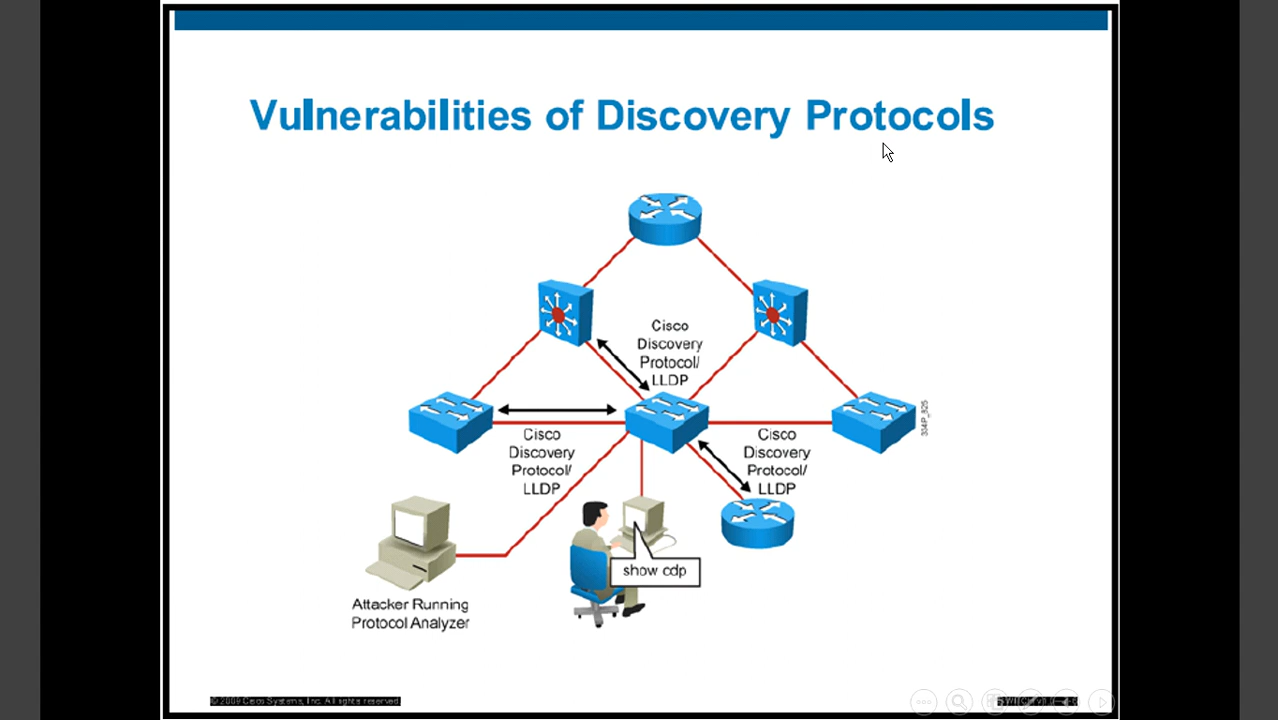 Vulnerabilities of Discovery Protocols
Cisco
Discovery
Protocol/
LLDP
Cisco
Discovery
Protocol/
LLDP
Cisco
Discovery
Protocol/
LLDP
show cdp
Attacker Running
Protocol Analyzer
© 2009 Cisco Systems, Inc. All rights reserved.